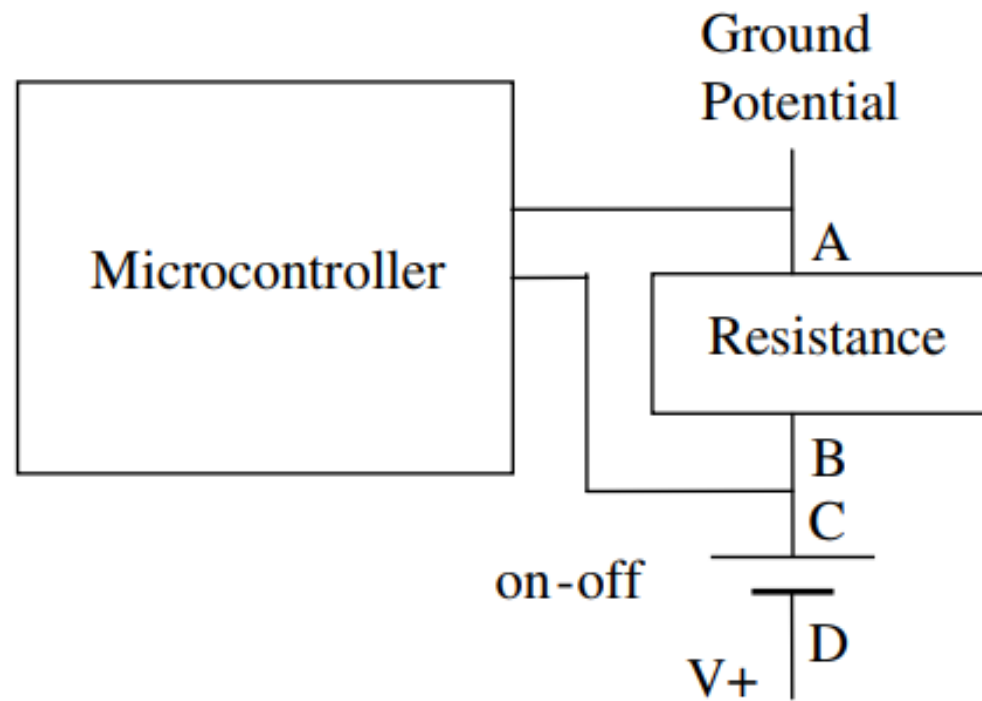 Ground
Potential
Microcontroller
A
Resistance
B
C
on-off
D
V+